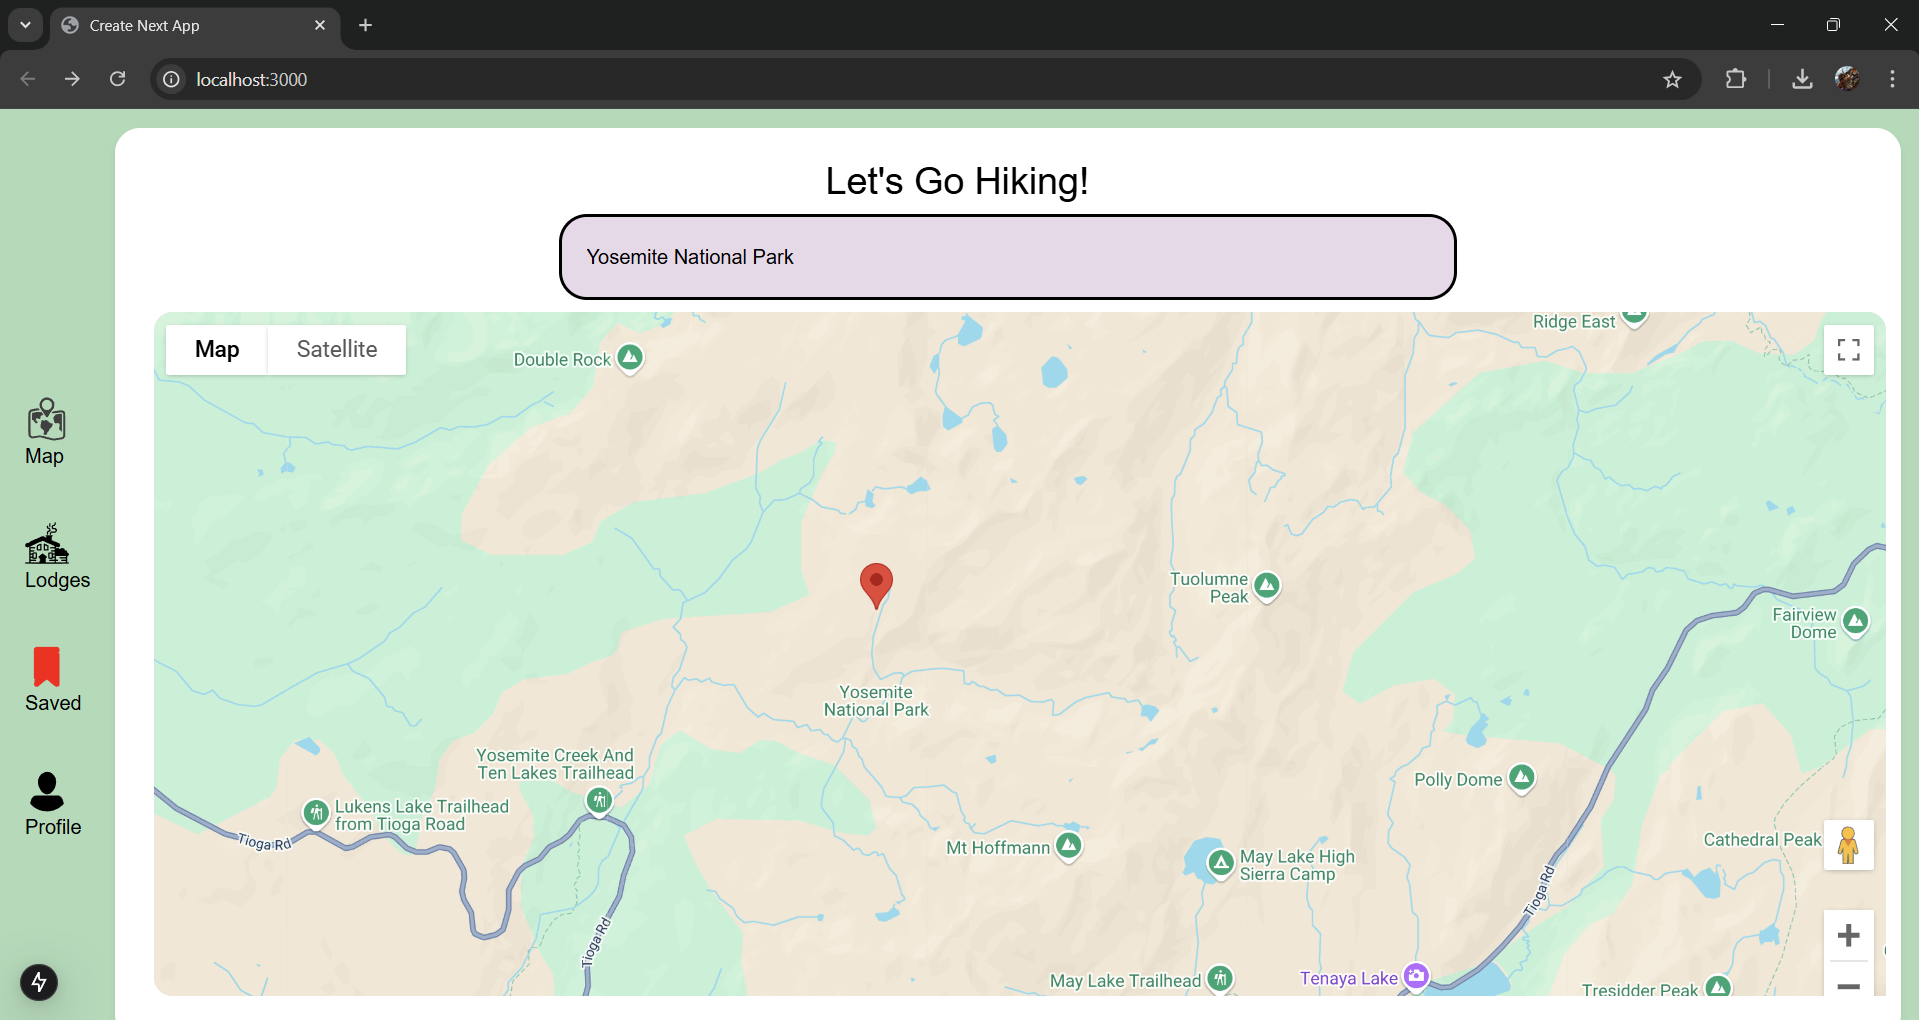 Create Next App
localhost:3000
Let's Go Hiking!
Yosemite National Park
Map
Satellite
Double Rock
Ridge East
Map
Lodges
Saved
Profile
Tuolumne
Peak
Fairview
Dome
Yosemite
National Park
Yosemite Creek And
Ten Lakes Trailhead
Lukens Lake Trailhead
from Tioga Road
Tioga Rd
Tioga Rd
Tioga Rd
Polly Dome
Mt Hoffmann
May Lake High
Sierra Camp
Cathedral Peak
May Lake Trailhead
Tenaya Lake
Tresidder Peak